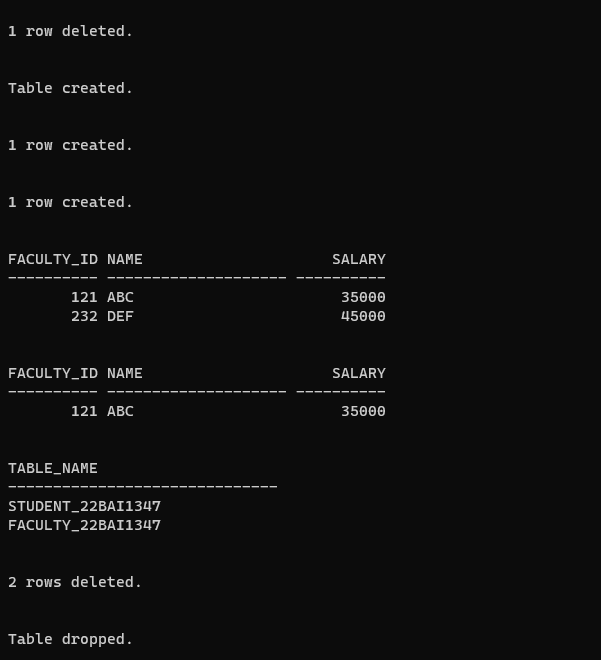 1 row deleted.
Table created.
1 row created.
1 row created.
FACULTY_ID NAME                     SALARY
---------- -------------------- ----------
       121 ABC                       35000
       232 DEF                       45000
FACULTY_ID NAME                     SALARY
---------- -------------------- ----------
       121 ABC                       35000
TABLE_NAME
------------------------------
STUDENT_22BAI1347
FACULTY_22BAI1347
2 rows deleted.
Table dropped.